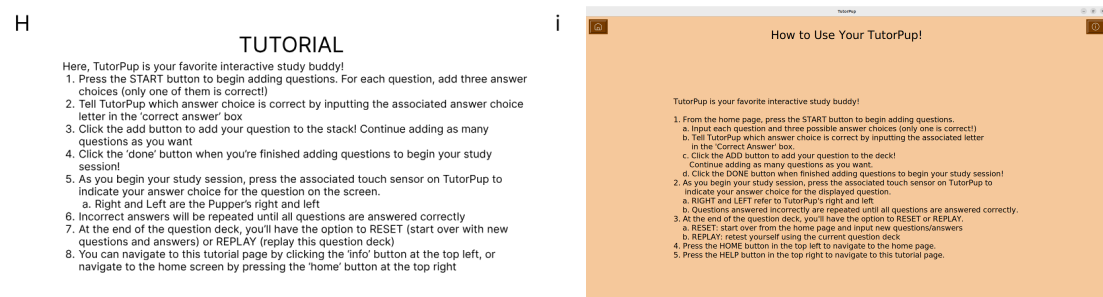 H
i
TUTORIAL
Here, TutorPup is your favorite interactive study buddy!
1. Press the START button to begin adding questions. For each question, add three answer
choices (only one of them is correct!)
2. Tell TutorPup which answer choice is correct by inputting the associated answer choice
letter in the ‘correct answer’ box
3. Click the add button to add your question to the stack! Continue adding as many
questions as you want
4. Click the ‘done’ button when you’re finished adding questions to begin your study
session!
5. As you begin your study session, press the associated touch sensor on TutorPup to
indicate your answer choice for the question on the screen.
a. Right and Left are the Pupper’s right and left
6. Incorrect answers will be repeated until all questions are answered correctly
7. At the end of the question deck, you’ll have the option to RESET (start over with new
questions and answers) or REPLAY (replay this question deck)
8. You can navigate to this tutorial page by clicking the ‘info’ button at the top left, or
navigate to the home screen by pressing the ‘home’ button at the top right
TutorPup
How to Use Your TutorPup!
TutorPup is your favorite interactive study buddy!
1. From the home page, press the START button to begin adding questions.
a. Input each question and three possible answer choices (only one is correct!)
b. Tell TutorPup which answer choice is correct by inputting the associated letter
in the 'Correct Answer' box.
c. Click the ADD button to add your question to the deck!
Continue adding as many questions as you want.
d. Click the DONE button when finished adding questions to begin your study session!
2. As you begin your study session, press the associated touch sensor on TutorPup to
indicate your answer choice for the displayed question.
a. RIGHT and LEFT refer to TutorPup's right and left
b. Questions answered incorrectly are repeated until all questions are answered correctly.
3. At the end of the question deck, you'll have the option to RESET or REPLAY.
a. RESET: start over from the home page and input new questions/answers
b. REPLAY: retest yourself using the current question deck
4. Press the HOME button in the top left to navigate to the home page.
5. Press the HELP button in the top right to navigate to this tutorial page.